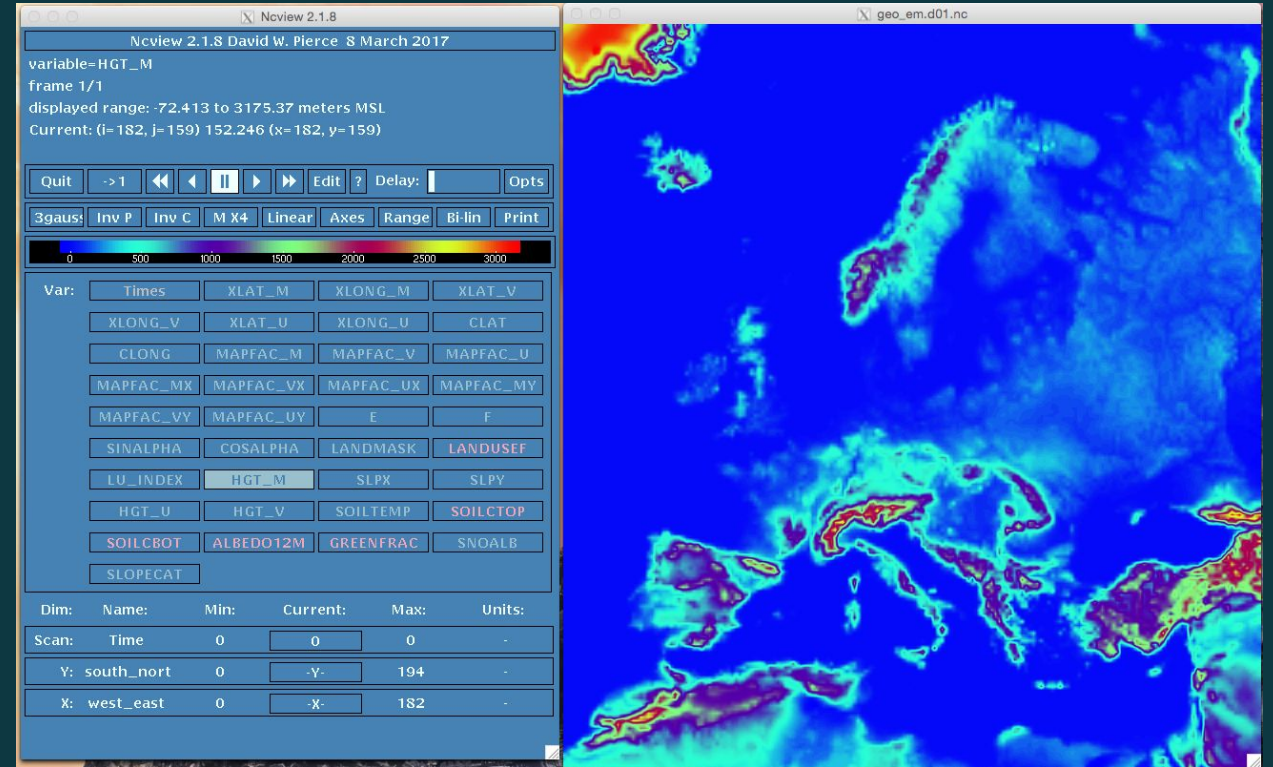 Ncview 2.1.8
Ncview 2.1.8 David W. Pierce 8 March 2017
variable=HGT_M
frame 1/1
displayed range: -72.413 to 3175.37 meters MSL
Current: (i=182, j=159) 152.246 (x=182, y=159)
Quit ->1 Edit ? Delay: Opts
3gauss Inv P Inv C M X4 Linear Axes Range Bi-lin Print
0 500 1000 1500 2000 2500 3000
Var: Times XLAT_M XLONG_M XLAT_V
XLONG_V XLAT_U XLONG_U CLAT
CLONG MAPFAC_M MAPFAC_V MAPFAC_U
MAPFAC_MX MAPFAC_VX MAPFAC_UX MAPFAC_MY
MAPFAC_VY MAPFAC_UY E F
SINALPHA COSALPHA LANDMASK LANDUSEF
LU_INDEX HGT_M SLPX SLPY
HGT_U HGT_V SOILTEMP SOILCTOP
SOILCBOT ALBEDO12M GREENFRAC SNOALB
SLOPECAT
Dim: Name: Min: Current: Max: Units:
Scan: Time 0 0 0 -
Y: south_nort 0 -Y- 194 -
X: west_east 0 -X- 182 -
geo_em.d01.nc